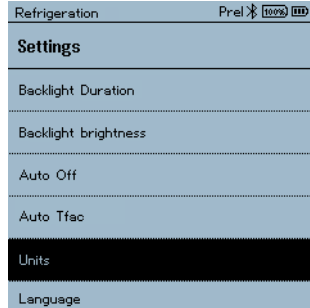 Refrigeration Prel 100%
Settings
Backlight Duration
Backlight brightness
Auto Off
Auto Tfac
Units
Language